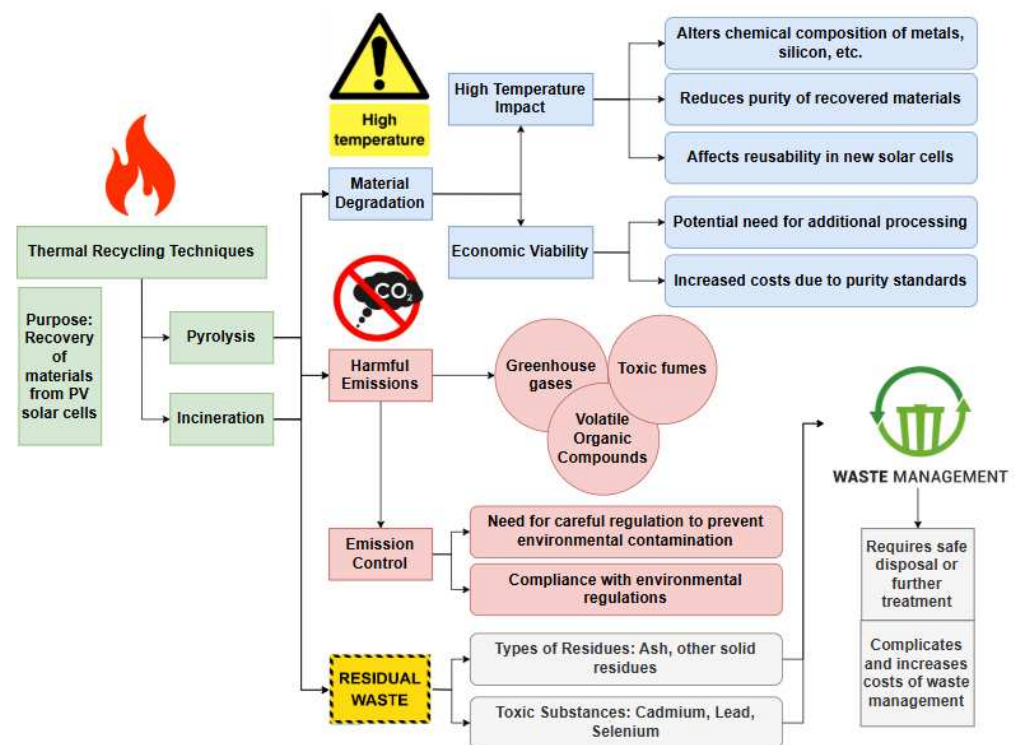 High
temperature
High Temperature
Impact
Alters chemical composition of metals,
silicon, etc.
Reduces purity of recovered materials
Affects reusability in new solar cells
Material
Degradation
Economic Viability
Potential need for additional processing
Increased costs due to purity standards
Thermal Recycling Techniques
Purpose:
Recovery
of
materials
from PV
solar cells
Pyrolysis
Incineration
CO2
Harmful
Emissions
Greenhouse
gases
Toxic fumes
Volatile
Organic
Compounds
Emission
Control
Need for careful regulation to prevent
environmental contamination
Compliance with environmental
regulations
RESIDUAL
WASTE
Types of Residues: Ash, other solid
residues
Toxic Substances: Cadmium, Lead,
Selenium
WASTE MANAGEMENT
Requires safe
disposal or
further
treatment
Complicates
and increases
costs of waste
management